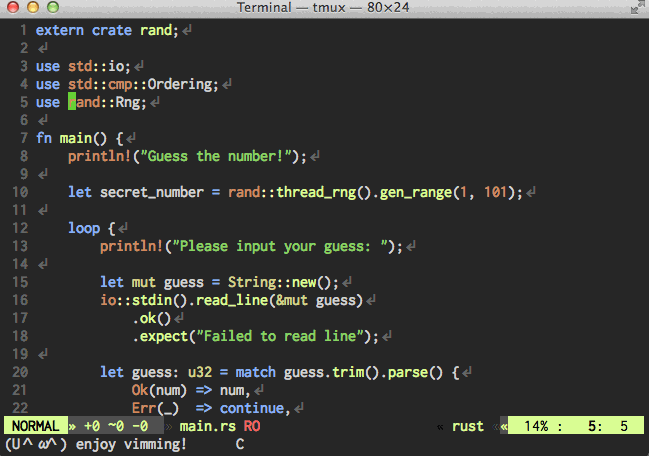 Terminal — tmux — 80×24
1 extern crate rand;↲
2 ↲
3 use std::io;↲
4 use std::cmp::Ordering;↲
5 use rand::Rng;↲
6 ↲
7 fn main() {↲
8     println!("Guess the number!");↲
9 ↲
10     let secret_number = rand::thread_rng().gen_range(1, 101);↲
11 ↲
12     loop {↲
13         println!("Please input your guess: ");↲
14 ↲
15         let mut guess = String::new();↲
16         io::stdin().read_line(&mut guess)↲
17             .ok()↲
18             .expect("Failed to read line");↲
19 ↲
20         let guess: u32 = match guess.trim().parse() {↲
21             Ok(num) => num,↲
22             Err(_)  => continue,↲
NORMAL » +0 ~0 -0 » main.rs RO « rust «« 14% : 5: 5
(U^ω^) enjoy vimming! C